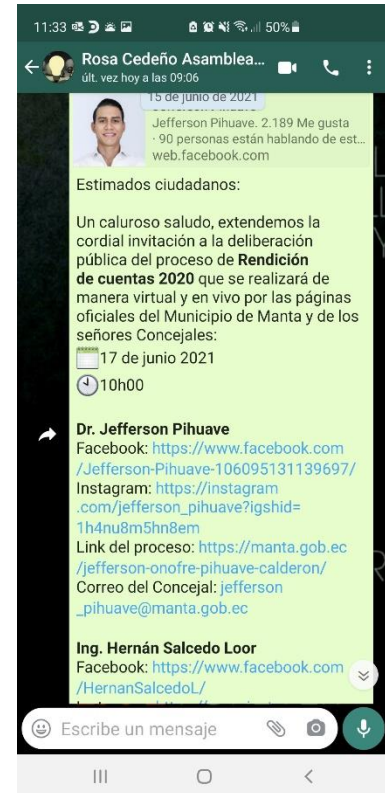 11:33
50%
Rosa Cedeño Asamblea...
últ. vez hoy a las 09:06
15 de junio de 2021
Jefferson Pihuave. 2.189 Me gusta
· 90 personas están hablando de est...
web.facebook.com
Estimados ciudadanos:
Un caluroso saludo, extendemos la
cordial invitación a la deliberación
pública del proceso de Rendición
de cuentas 2020 que se realizará de
manera virtual y en vivo por las páginas
oficiales del Municipio de Manta y de los
señores Concejales:
17 de junio 2021
10h00
Dr. Jefferson Pihuave
Facebook: https://www.facebook.com
/Jefferson-Pihuave-106095131139697/
Instagram: https://instagram
.com/jefferson_pihuave?igshid=
1h4nu8m5hn8em
Link del proceso: https://manta.gob.ec
/jefferson-onofre-pihuave-calderon/
Correo del Concejal: jefferson
_pihuave@manta.gob.ec
Ing. Hernán Salcedo Loor
Facebook: https://www.facebook.com
/HernanSalcedoL/
Escribe un mensaje